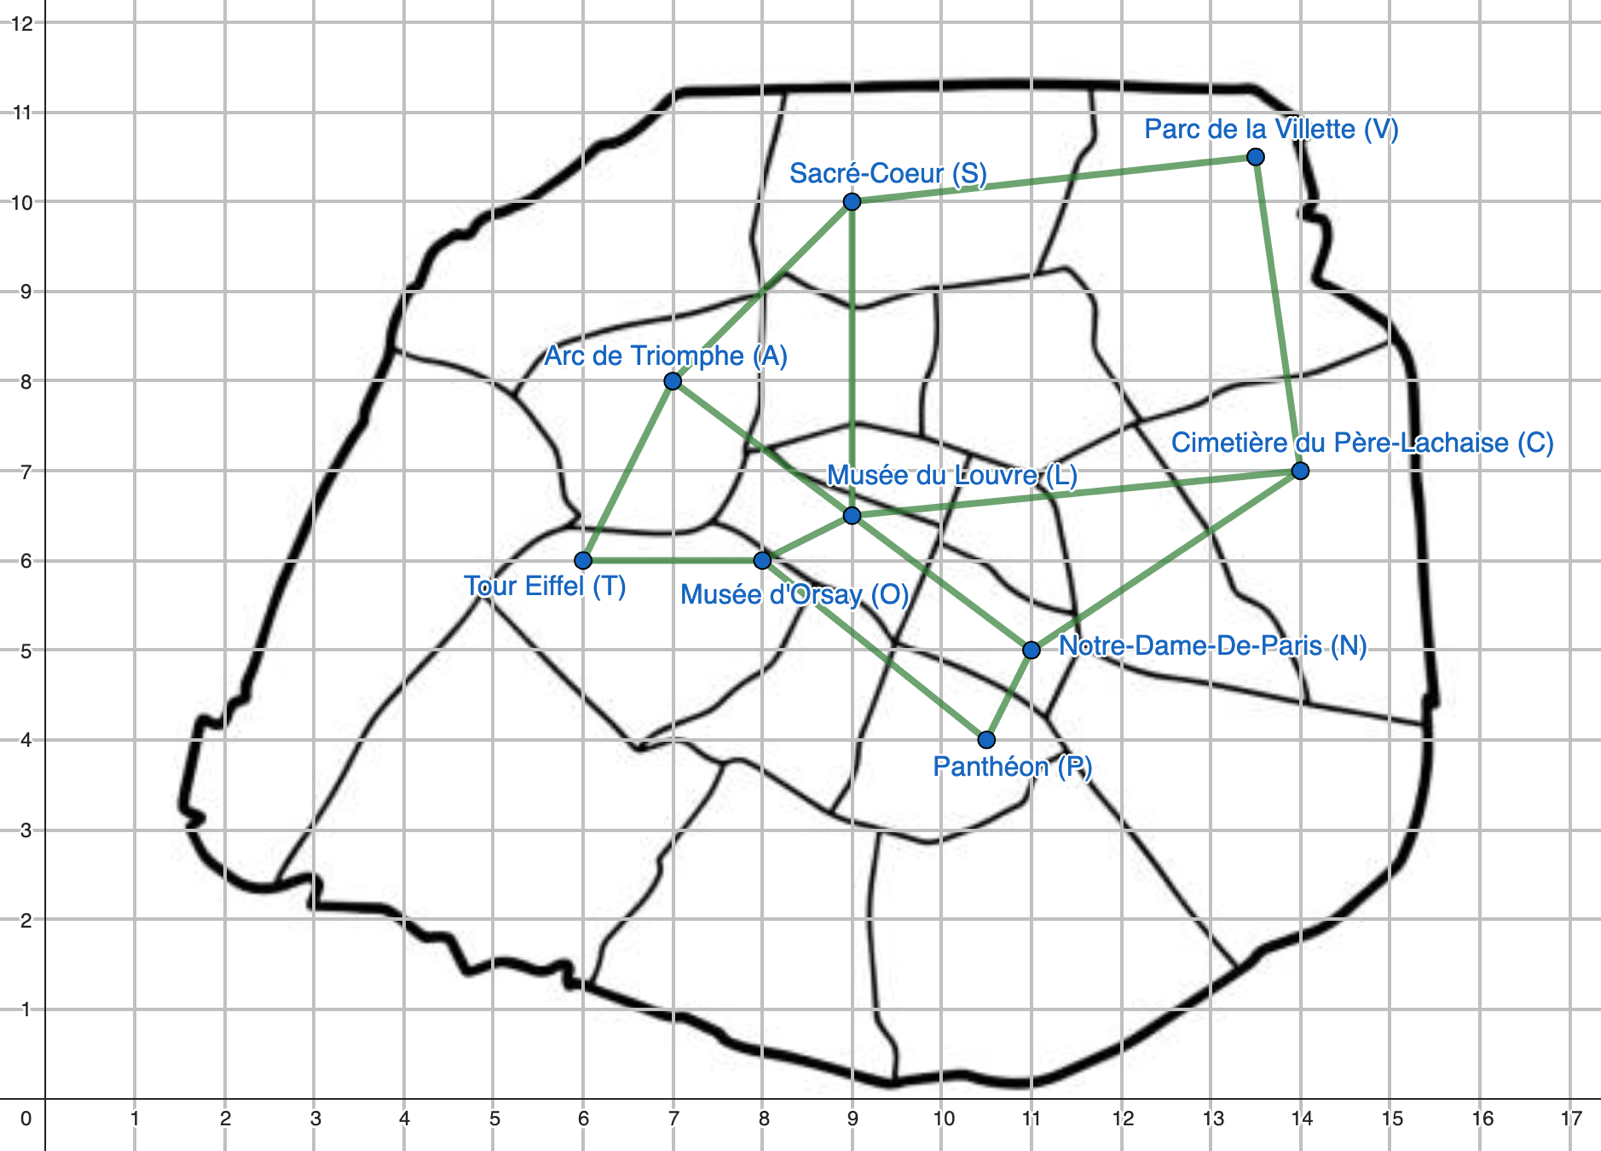 12
11
Parc de la Villette (V)
Sacré-Coeur (S)
10
9
Arc de Triomphe (A)
8
Cimetière du Père-Lachaise (C)
7
Musée du Louvre (L)
6
Tour Eiffel (T)
Musée d'Orsay (O)
5
Notre-Dame-De-Paris (N)
4
Panthéon (P)
3
2
1
0 1 2 3 4 5 6 7 8 9 10 11 12 13 14 15 16 17